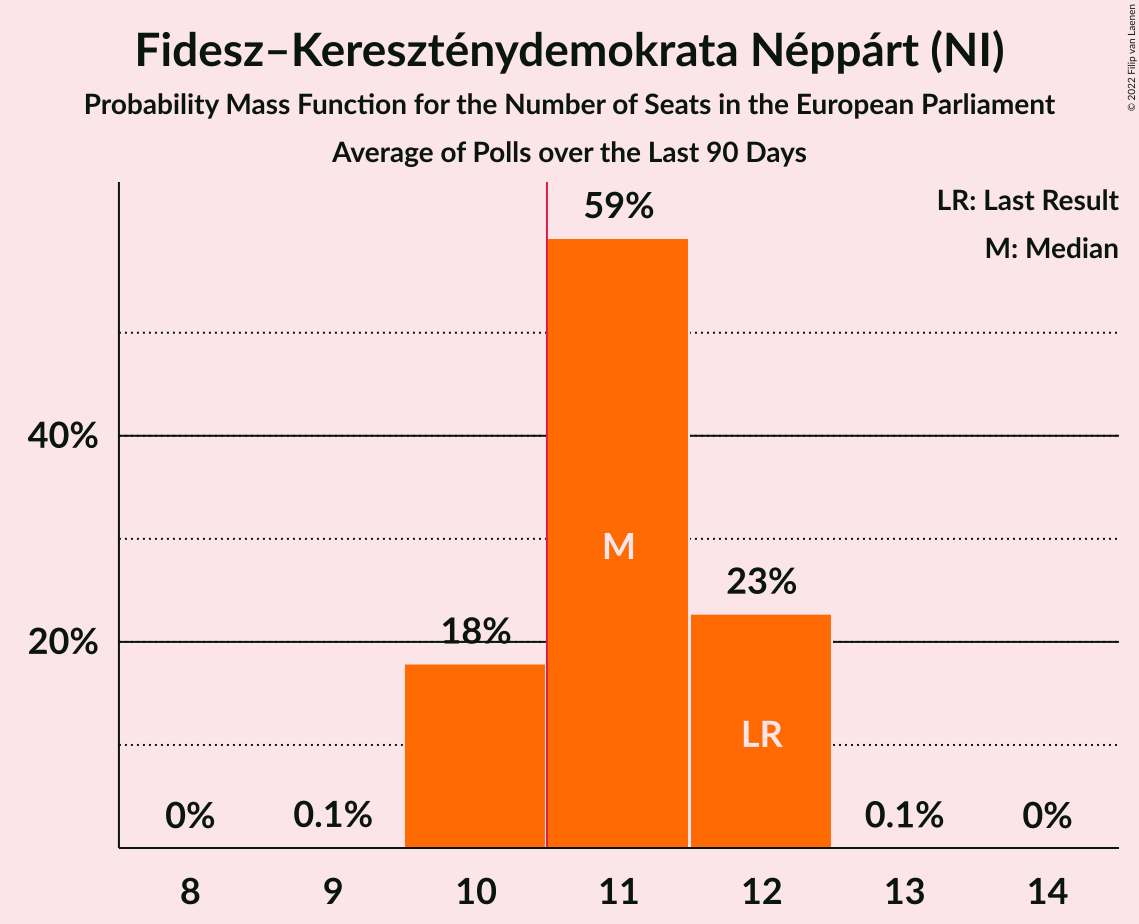 Fidesz–Kereszténydemokrata Néppárt (NI)
Probability Mass Function for the Number of Seats in the European Parliament
Average of Polls over the Last 90 Days
© 2022 Filip van Laenen
LR: Last Result
M: Median
59%
40%
M
23%
18%
20%
LR
0%
0.1%
0.1%
0%
8 9 10 11 12 13 14